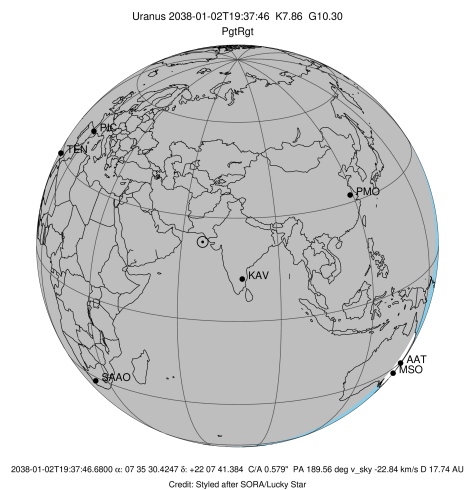 Uranus 2038-01-02T19:37:46 K7.86 G10.30
PgtRgt
PIC
TEN
PMO
KAV
AAT
MSO
SAAO
2038-01-02T19:37:46.6800 α: 07 35 30.4247 δ: +22 07 41.384 C/A 0.579" PA 189.56 deg v_sky -22.84 km/s D 17.74 AU
Credit: Styled after SORA/Lucky Star